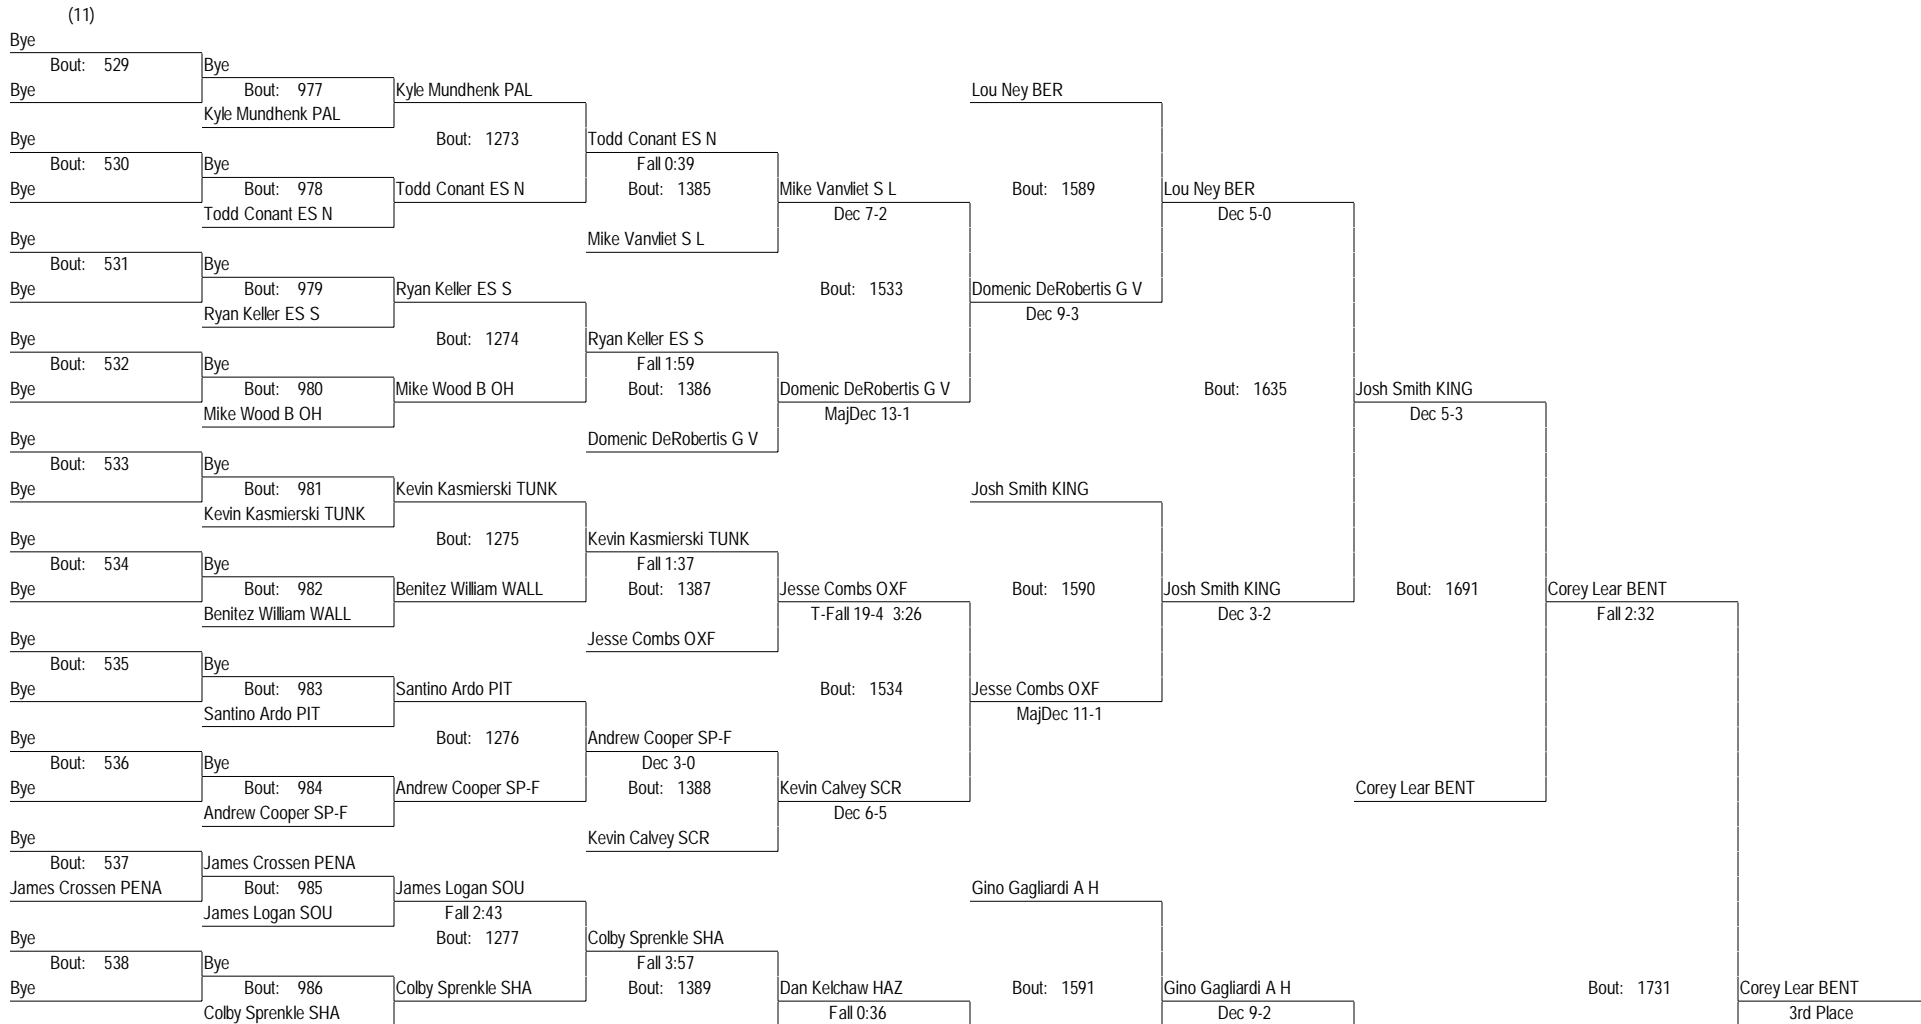 (11)
Bye
Bout: 529 Bye
Bye Bout: 977 Kyle Mundhenk PAL Lou Ney BER
Kyle Mundhenk PAL
Bye Bout: 1273 Todd Conant ES N
Bout: 530 Bye Fall 0:39
Bye Bout: 978 Todd Conant ES N Bout: 1385 Mike Vanvliet S L Bout: 1589 Lou Ney BER
Todd Conant ES N Dec 7-2 Dec 5-0
Bye Mike Vanvliet S L
Bout: 531 Bye
Bye Bout: 979 Ryan Keller ES S Bout: 1533 Domenic DeRobertis G V
Ryan Keller ES S Dec 9-3
Bye Bout: 1274 Ryan Keller ES S
Bout: 532 Bye Fall 1:59
Bye Bout: 980 Mike Wood B OH Bout: 1386 Domenic DeRobertis G V Bout: 1635 Josh Smith KING
Mike Wood B OH MajDec 13-1 Dec 5-3
Bye Domenic DeRobertis G V
Bout: 533 Bye
Bye Bout: 981 Kevin Kasmierski TUNK Josh Smith KING
Kevin Kasmierski TUNK
Bye Bout: 1275 Kevin Kasmierski TUNK
Bout: 534 Bye Fall 1:37
Bye Bout: 982 Benitez William WALL Bout: 1387 Jesse Combs OXF Bout: 1590 Josh Smith KING Bout: 1691 Corey Lear BENT
Benitez William WALL T-Fall 19-4 3:26 Dec 3-2 Fall 2:32
Bye Jesse Combs OXF
Bout: 535 Bye
Bye Bout: 983 Santino Ardo PIT Bout: 1534 Jesse Combs OXF
Santino Ardo PIT MajDec 11-1
Bye Bout: 1276 Andrew Cooper SP-F
Bout: 536 Bye Dec 3-0
Bye Bout: 984 Andrew Cooper SP-F Bout: 1388 Kevin Calvey SCR Corey Lear BENT
Andrew Cooper SP-F Dec 6-5
Bye Kevin Calvey SCR
Bout: 537 James Crossen PENA
James Crossen PENA Bout: 985 James Logan SOU Gino Gagliardi A H
James Logan SOU Fall 2:43
Bye Bout: 1277 Colby Sprenkle SHA
Bout: 538 Bye Fall 3:57
Bye Bout: 986 Colby Sprenkle SHA Bout: 1389 Dan Kelchaw HAZ Bout: 1591 Gino Gagliardi A H Bout: 1731 Corey Lear BENT
Colby Sprenkle SHA Fall 0:36 Dec 9-2 3rd Place